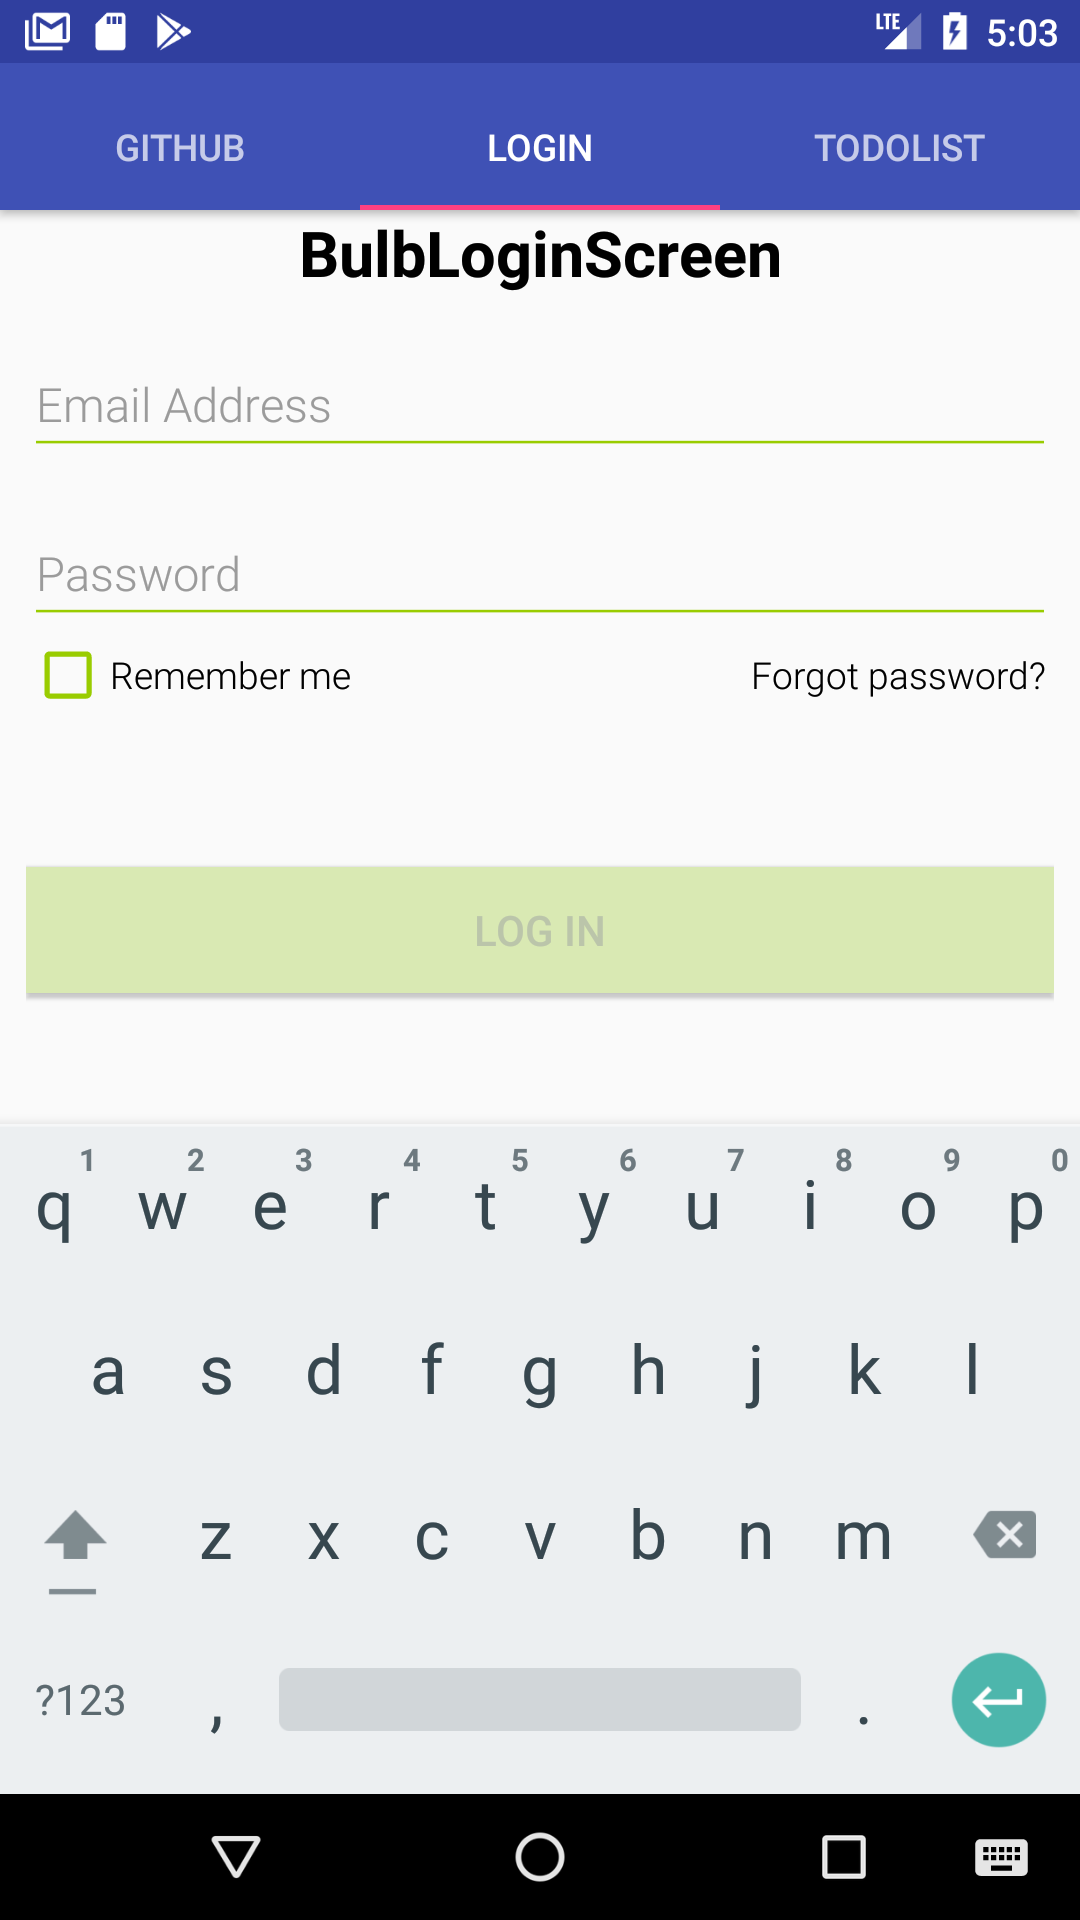 LTE 5:03
GITHUB LOGIN TODOLIST
BulbLoginScreen
Email Address
Password
Remember me Forgot password?
LOG IN
1 2 3 4 5 6 7 8 9 0
q w e r t y u i o p
a s d f g h j k l
z x c v b n m
?123 , .